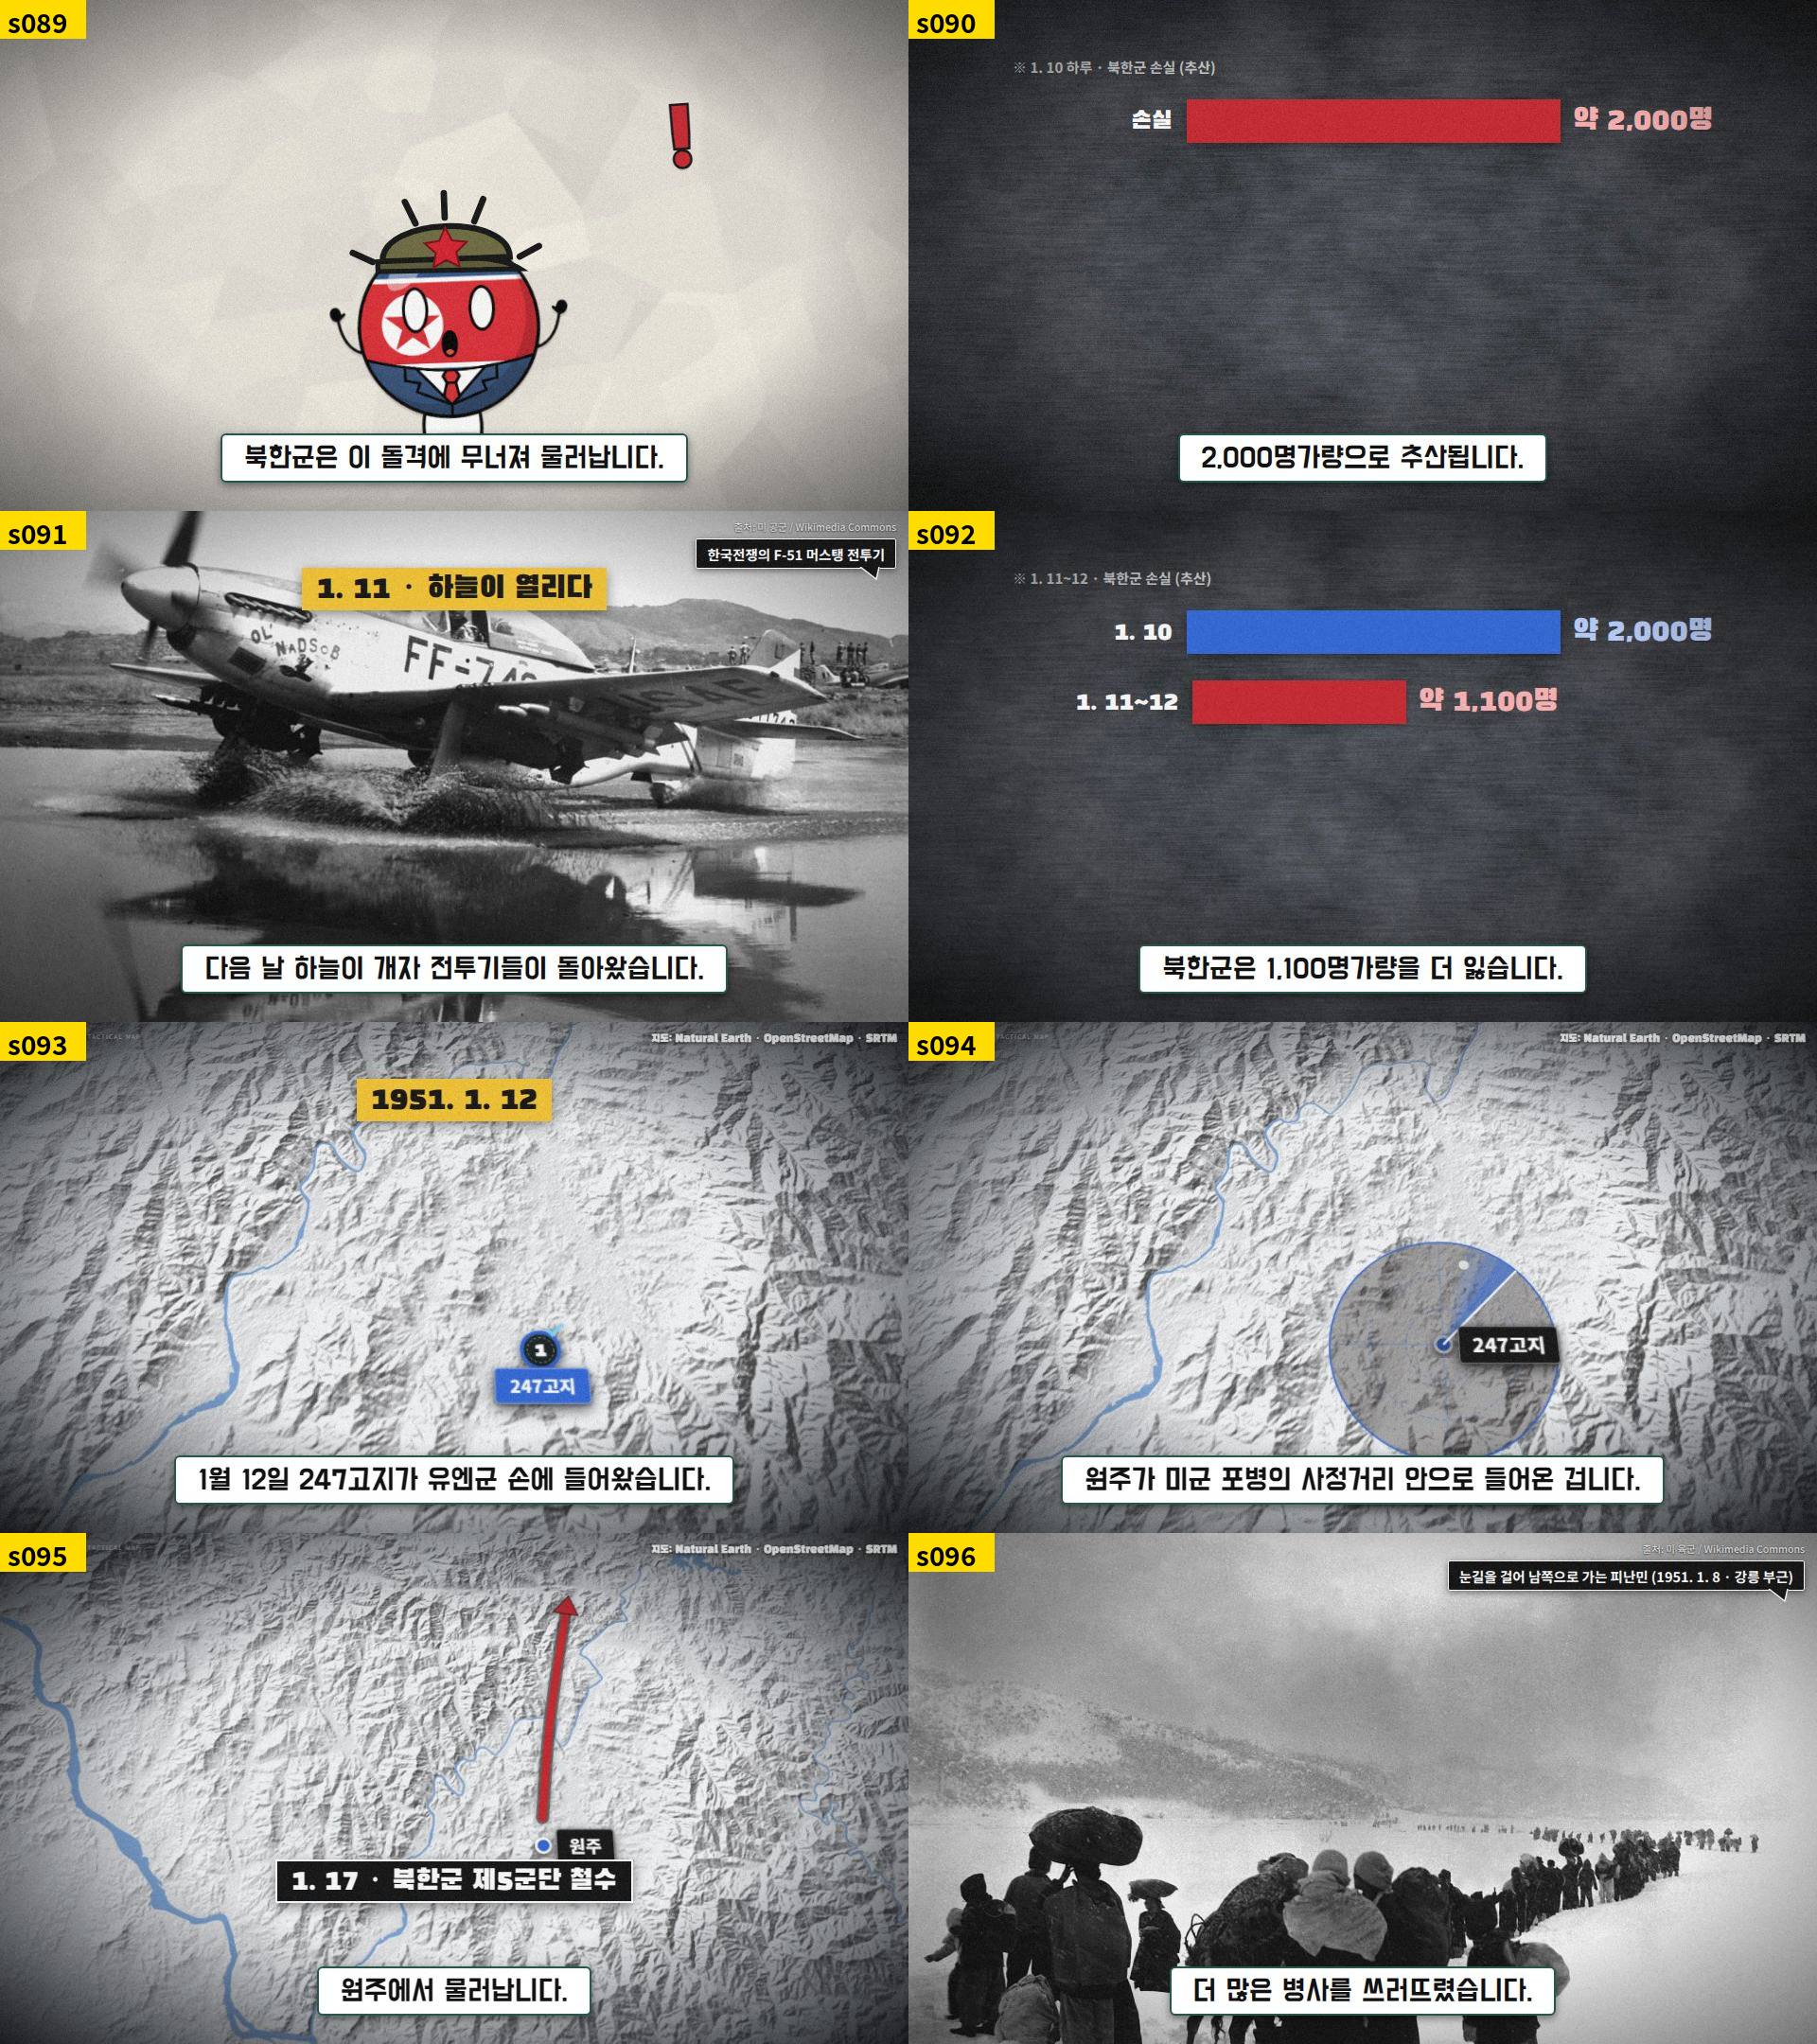 s089
북한군은 이 돌격에 무너져 물러납니다.
s090
※ 1. 10 하루 · 북한군 손실 (추산)
손실
약 2,000명
2,000명가량으로 추산됩니다.
s091
출처: 미 공군 / Wikimedia Commons
한국전쟁의 F-51 머스탱 전투기
1. 11 · 하늘이 열리다
OL' NADSOB
FF-74
USAF
다음 날 하늘이 개자 전투기들이 돌아왔습니다.
s092
※ 1. 11~12 · 북한군 손실 (추산)
1. 10
약 2,000명
1. 11~12
약 1,100명
북한군은 1,100명가량을 더 잃습니다.
s093
TACTICAL MAP
지도: Natural Earth · OpenStreetMap · SRTM
1951. 1. 12
1
247고지
1월 12일 247고지가 유엔군 손에 들어왔습니다.
s094
TACTICAL MAP
지도: Natural Earth · OpenStreetMap · SRTM
247고지
원주가 미군 포병의 사정거리 안으로 들어온 겁니다.
s095
TACTICAL MAP
지도: Natural Earth · OpenStreetMap · SRTM
원주
1. 17 · 북한군 제5군단 철수
원주에서 물러납니다.
s096
출처: 미 육군 / Wikimedia Commons
눈길을 걸어 남쪽으로 가는 피난민 (1951. 1. 8 · 강릉 부근)
더 많은 병사를 쓰러뜨렸습니다.